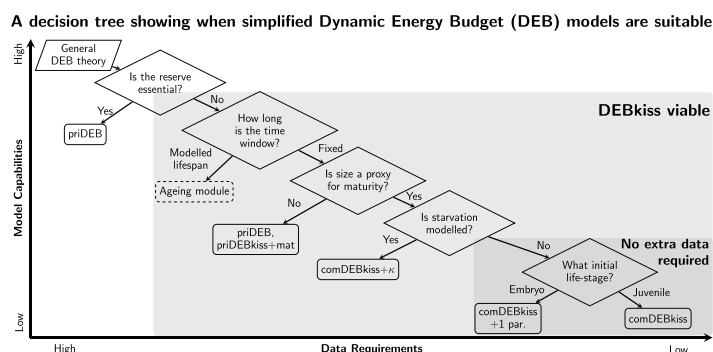 A decision tree showing when simplified Dynamic Energy Budget (DEB) models are suitable
High
General
DEB theory
Is the reserve
essential?
Yes
No
priDEB
DEBkiss viable
How long
is the time
window?
Modelled
lifespan
Fixed
Ageing module
Is size a proxy
for maturity?
No
Yes
priDEB,
priDEBkiss+mat
Is starvation
modelled?
Yes
No
comDEBkiss+κ
No extra data
required
What initial
life-stage?
Embryo
Juvenile
comDEBkiss
+1 par.
comDEBkiss
Model Capabilities
Low
High
Data Requirements
Low